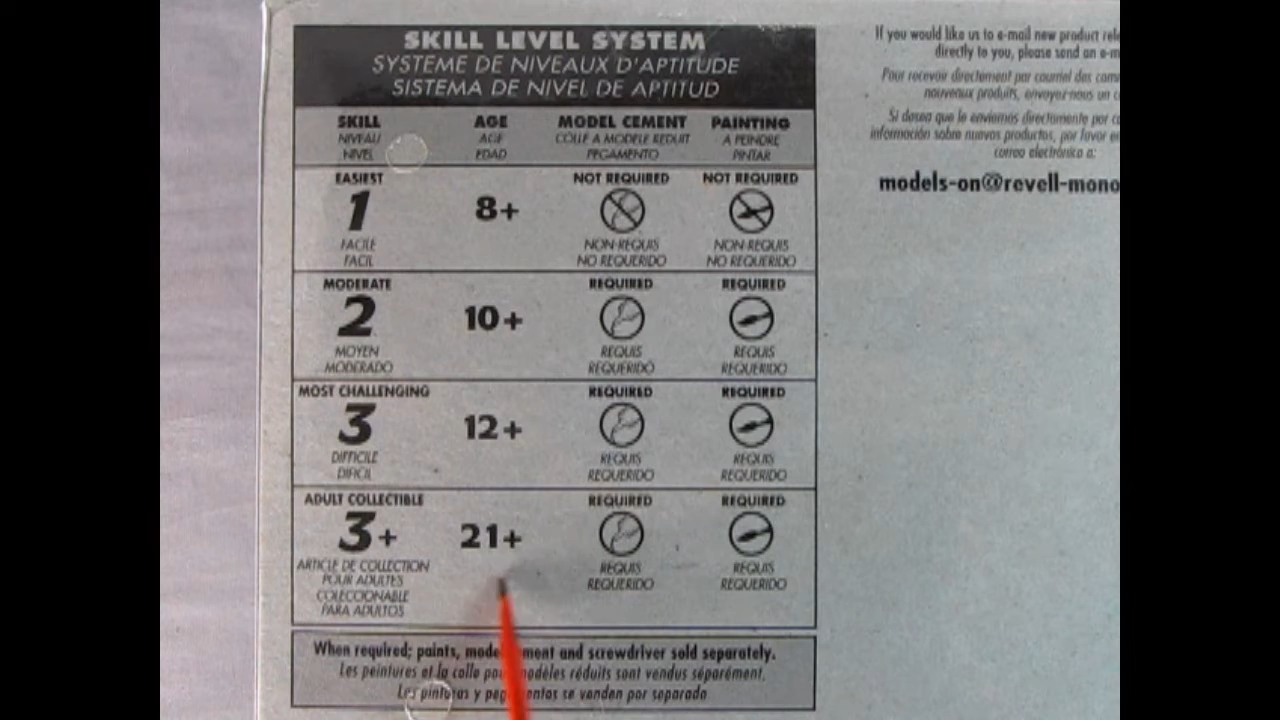 SKILL LEVEL SYSTEM
SYSTEME DE NIVEAUX D'APTITUDE
SISTEMA DE NIVEL DE APTITUD
SKILL AGE MODEL CEMENT PAINTING
NIVEAU AGE COLLE A MODELE REDUIT A PEINDRE
NIVEL EDAD PEGAMENTO PINTAR
EASIEST NOT REQUIRED NOT REQUIRED
1 8+
FACILE NON-REQUIS NON-REQUIS
FACIL NO REQUERIDO NO REQUERIDO
MODERATE REQUIRED REQUIRED
2 10+
MOYEN REQUIS REQUIS
MODERADO REQUERIDO REQUERIDO
MOST CHALLENGING REQUIRED REQUIRED
3 12+
DIFFICILE REQUIS REQUIS
DIFICIL REQUERIDO REQUERIDO
ADULT COLLECTIBLE REQUIRED REQUIRED
3+ 21+
ARTICLE DE COLLECTION REQUIS REQUIS
POUR ADULTES REQUERIDO REQUERIDO
COLECCIONABLE
PARA ADULTOS
When required; paints, and screwdriver sold separately.
Les peintures et la colle modèles réduits sont vendus séparément.
Las pinturas y se venden por separado
If you would like us to e-mail new product
directly to you, please send an
Pour recevoir directement par courriel des
nouveaux produits, envoyez-nous un
Si desea que le enviemos directamente por
información sobre nuevos productos, por favor
correo electrónico a:
models-on@revell-mono